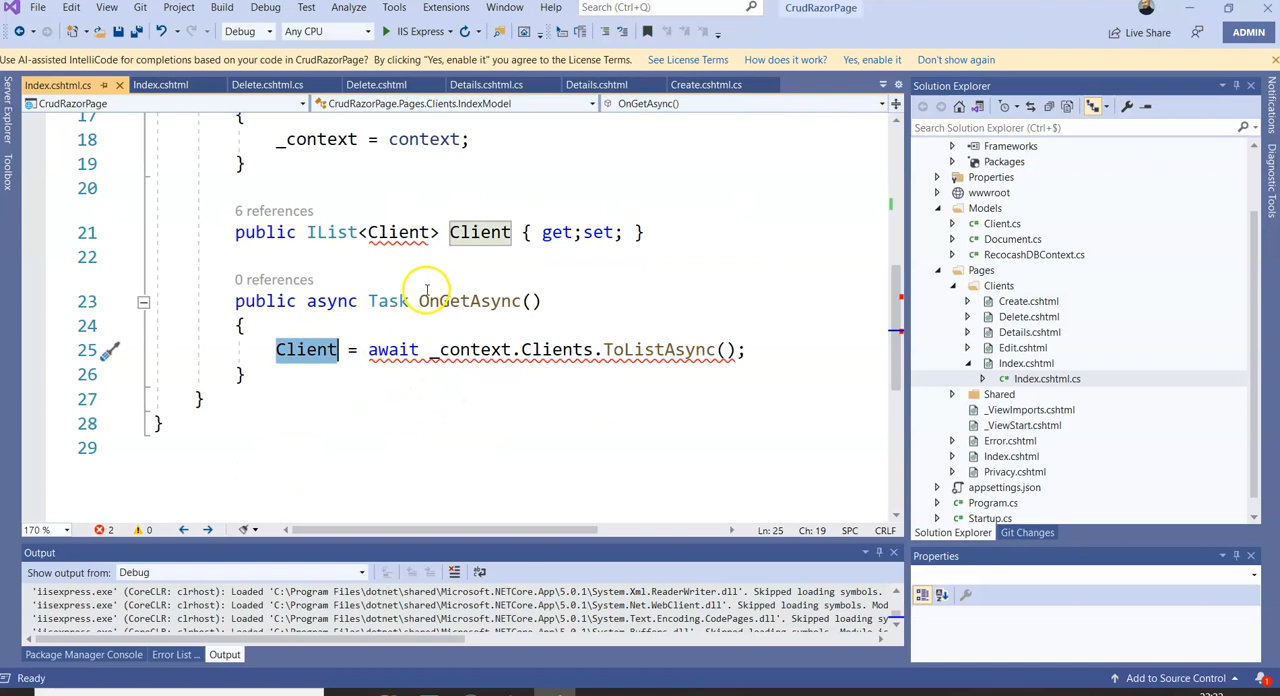 File Edit View Git Project Build Debug Test Analyze Tools Extensions Window Help Search (Ctrl+Q) CrudRazorPage
Debug Any CPU IIS Express Live Share ADMIN
Use AI-assisted IntelliCode for completions based on your code in CrudRazorPage? By clicking "Yes, enable it" you agree to the License Terms. See License Terms How does it work? Yes, enable it Don't show again
Server Explorer
Toolbox
Index.cshtml.cs Index.cshtml Delete.cshtml.cs Delete.cshtml Details.cshtml.cs Details.cshtml Create.cshtml.cs
CrudRazorPage CrudRazorPage.Pages.Clients.IndexModel OnGetAsync()
17 {
18 _context = context;
19 }
20
6 references
21 public IList<Client> Client { get;set; }
22
0 references
23 public async Task OnGetAsync()
24 {
25 Client = await _context.Clients.ToListAsync();
26 }
27 }
28 }
29
170 % 2 0 Ln: 25 Ch: 19 SPC CRLF
Output
Show output from: Debug
'iisexpress.exe' (CoreCLR: clrhost): Loaded 'C:\Program Files\dotnet\shared\Microsoft.NETCore.App\5.0.1\System.Xml.ReaderWriter.dll'. Skipped loading symbols.
'iisexpress.exe' (CoreCLR: clrhost): Loaded 'C:\Program Files\dotnet\shared\Microsoft.NETCore.App\5.0.1\System.Net.WebClient.dll'. Skipped loading symbols. Mod
'iisexpress.exe' (CoreCLR: clrhost): Loaded 'C:\Program Files\dotnet\shared\Microsoft.NETCore.App\5.0.1\System.Text.Encoding.CodePages.dll'. Skipped loading sy
Package Manager Console Error List ... Output
Solution Explorer
Search Solution Explorer (Ctrl+$)
Frameworks
Packages
Properties
wwwroot
Models
Client.cs
Document.cs
RecocashDBContext.cs
Pages
Clients
Create.cshtml
Delete.cshtml
Details.cshtml
Edit.cshtml
Index.cshtml
Index.cshtml.cs
Shared
_ViewImports.cshtml
_ViewStart.cshtml
Error.cshtml
Index.cshtml
Privacy.cshtml
appsettings.json
Program.cs
Startup.cs
Solution Explorer Git Changes
Properties
Notifications
Diagnostic Tools
Ready Add to Source Control 1